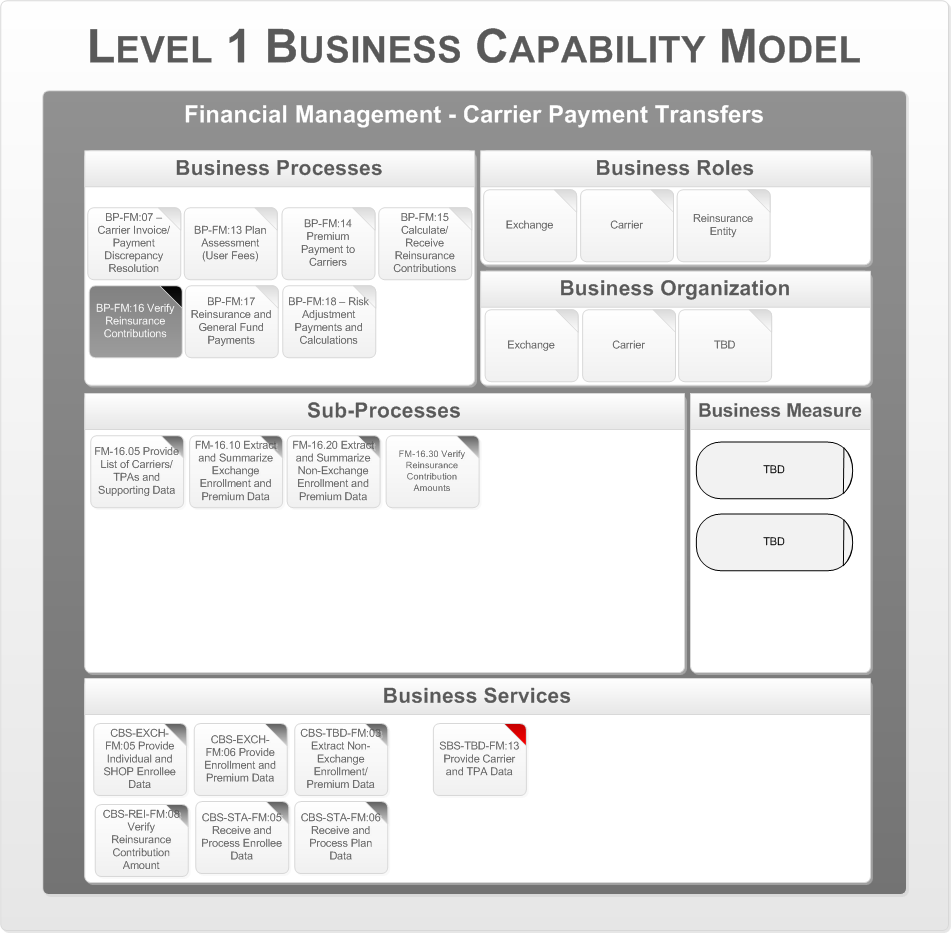 LEVEL 1 BUSINESS CAPABILITY MODEL
Financial Management - Carrier Payment Transfers
Business Processes
BP-FM:07 –
Carrier Invoice/
Payment
Discrepancy
Resolution
BP-FM:13 Plan
Assessment
(User Fees)
BP-FM:14
Premium
Payment to
Carriers
BP-FM:15
Calculate/
Receive
Reinsurance
Contributions
BP-FM:16 Verify
Reinsurance
Contributions
BP-FM:17
Reinsurance and
General Fund
Payments
BP-FM:18 – Risk
Adjustment
Payments and
Calculations
Business Roles
Exchange
Carrier
Reinsurance
Entity
Business Organization
Exchange
Carrier
TBD
Sub-Processes
FM-16.05 Provide
List of Carriers/
TPAs and
Supporting Data
FM-16.10 Extract
and Summarize
Exchange
Enrollment and
Premium Data
FM-16.20 Extract
and Summarize
Non-Exchange
Enrollment and
Premium Data
FM-16.30 Verify
Reinsurance
Contribution
Amounts
Business Measure
TBD
TBD
Business Services
CBS-EXCH-
FM:05 Provide
Individual and
SHOP Enrollee
Data
CBS-EXCH-
FM:06 Provide
Enrollment and
Premium Data
CBS-TBD-FM:03
Extract Non-
Exchange
Enrollment/
Premium Data
SBS-TBD-FM:13
Provide Carrier
and TPA Data
CBS-REI-FM:08
Verify
Reinsurance
Contribution
Amount
CBS-STA-FM:05
Receive and
Process Enrollee
Data
CBS-STA-FM:06
Receive and
Process Plan
Data